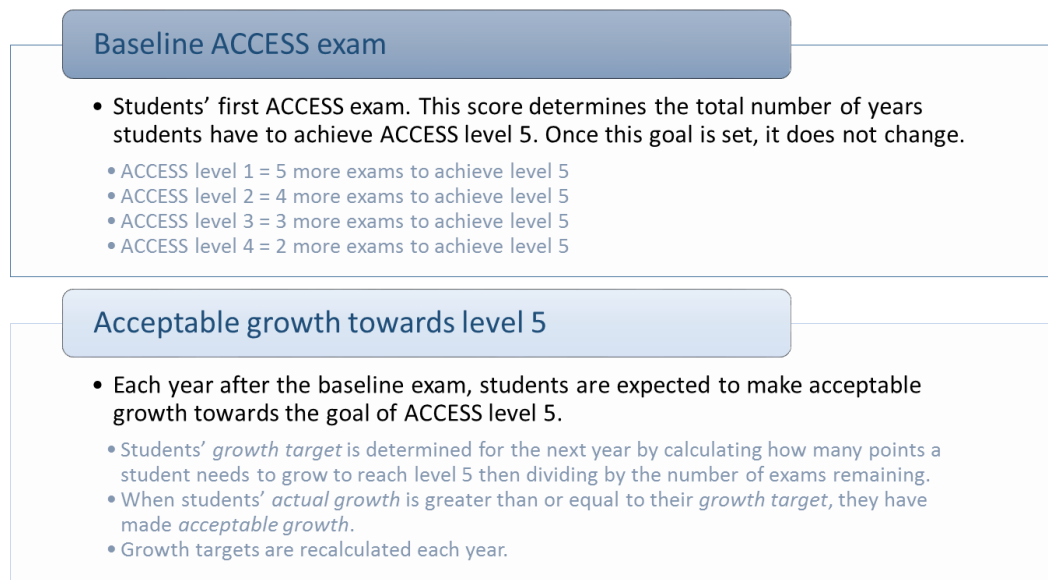 Baseline ACCESS exam
• Students’ first ACCESS exam. This score determines the total number of years
students have to achieve ACCESS level 5. Once this goal is set, it does not change.
• ACCESS level 1 = 5 more exams to achieve level 5
• ACCESS level 2 = 4 more exams to achieve level 5
• ACCESS level 3 = 3 more exams to achieve level 5
• ACCESS level 4 = 2 more exams to achieve level 5
Acceptable growth towards level 5
• Each year after the baseline exam, students are expected to make acceptable
growth towards the goal of ACCESS level 5.
• Students’ growth target is determined for the next year by calculating how many points a
student needs to grow to reach level 5 then dividing by the number of exams remaining.
• When students’ actual growth is greater than or equal to their growth target, they have
made acceptable growth.
• Growth targets are recalculated each year.